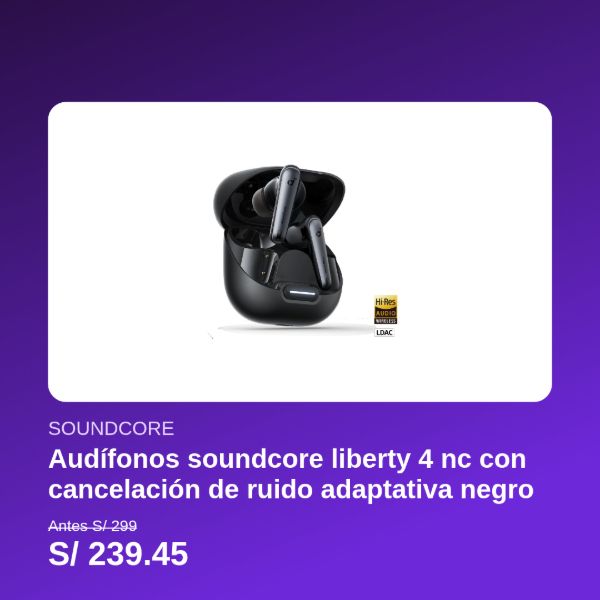 Hi-Res
AUDIO
WIRELESS
LDAC
SOUNDCORE
Audífonos soundcore liberty 4 nc con
cancelación de ruido adaptativa negro
Antes S/ 299
S/ 239.45